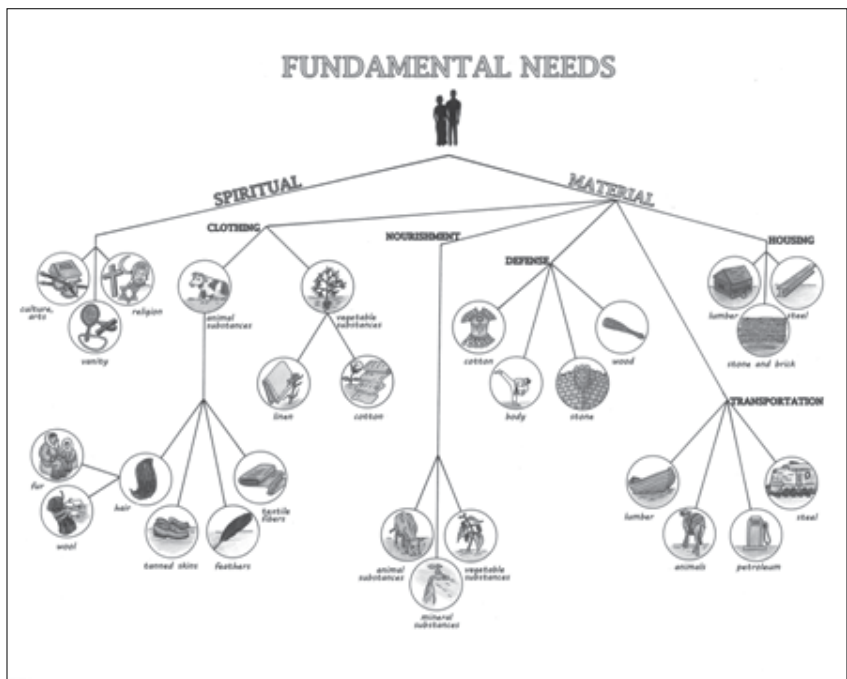 FUNDAMENTAL NEEDS
SPIRITUAL
MATERIAL
CLOTHING
NOURISHMENT
HOUSING
DEFENSE
culture,
arts
religion
vanity
animal
substances
vegetable
substances
linen
cotton
fur
wool
hair
tanned skins
feathers
textile
fibers
animal
substances
vegetable
substances
mineral
substances
cotton
body
stone
wood
lumber
steel
stone and brick
TRANSPORTATION
lumber
animals
petroleum
steel